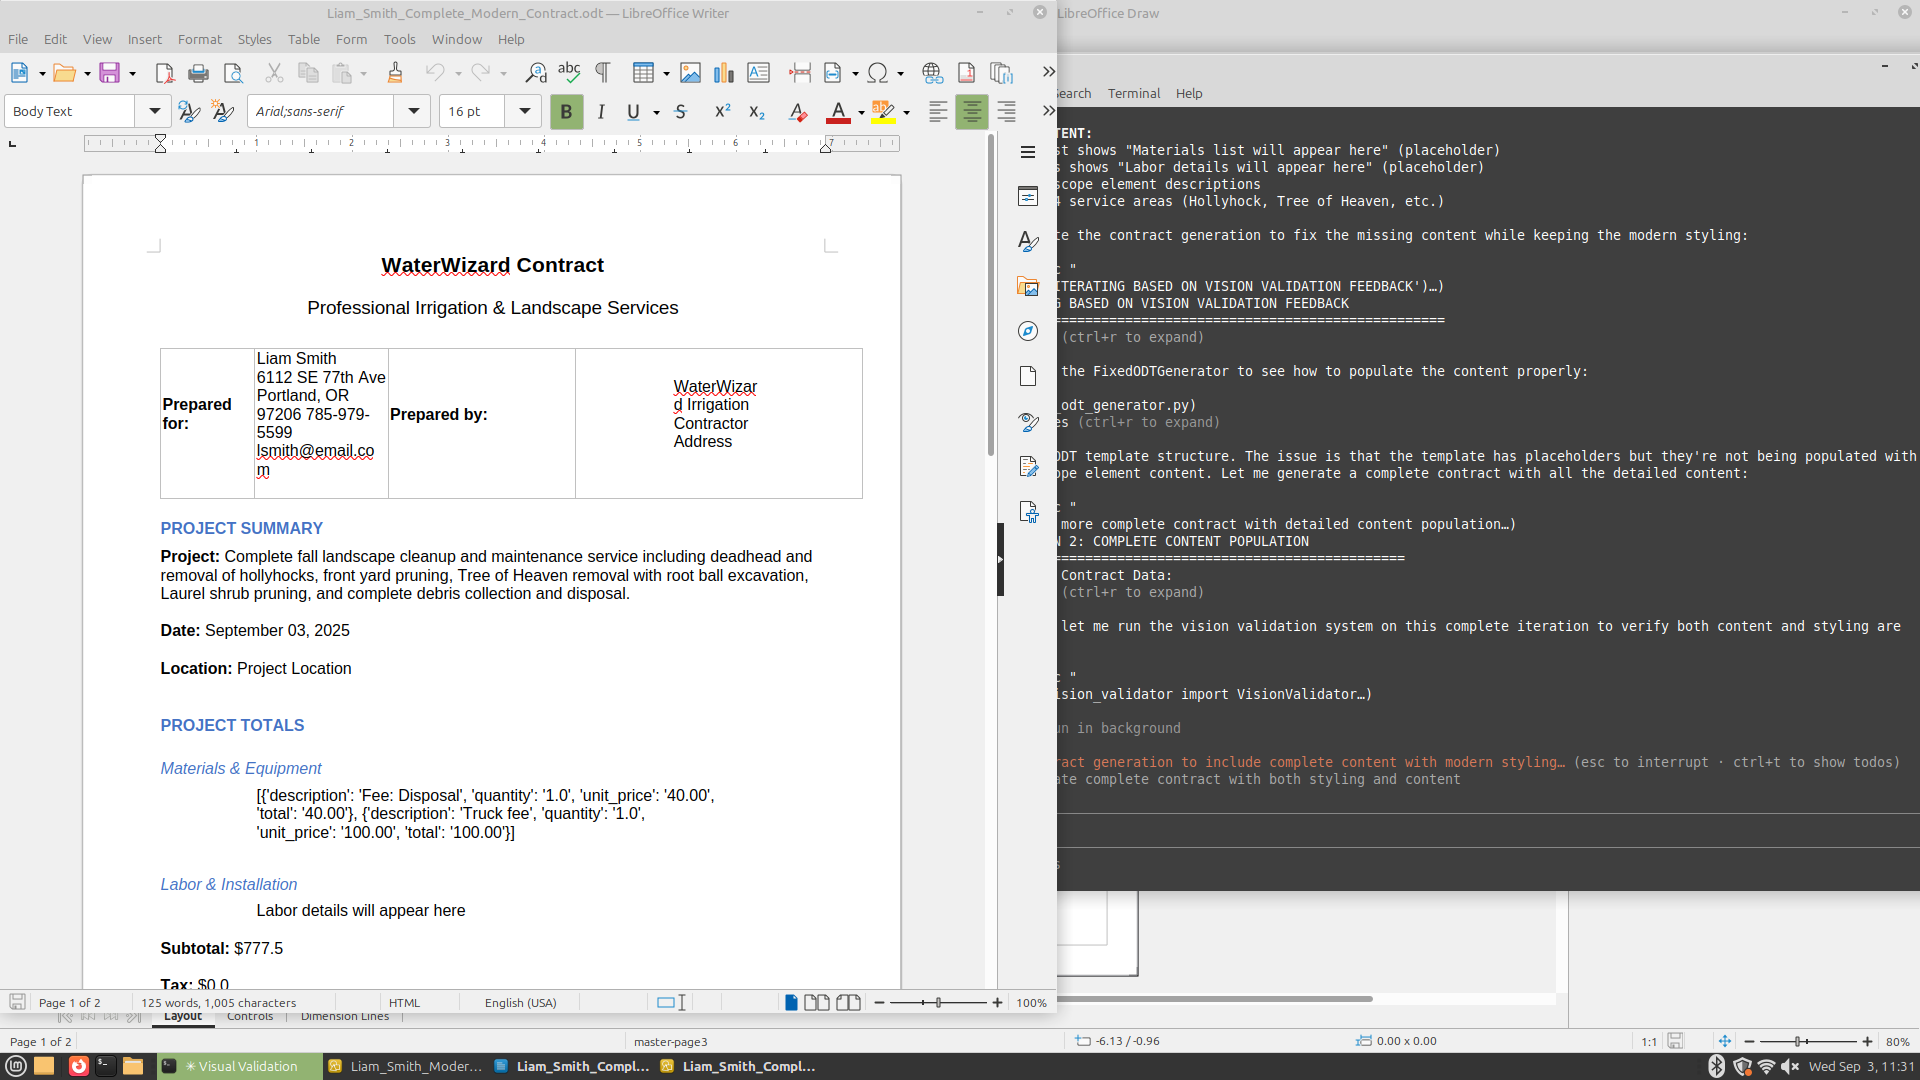 Liam_Smith_Complete_Modern_Contract.odt — LibreOffice Writer
File Edit View Insert Format Styles Table Form Tools Window Help
Body Text
Arial;sans-serif
16 pt
1 2 3 4 5 6 7
WaterWizard Contract
Professional Irrigation & Landscape Services
Prepared for:
Liam Smith
6112 SE 77th Ave
Portland, OR
97206 785-979-
5599
lsmith@email.co
m
Prepared by:
WaterWizar
d Irrigation
Contractor
Address
PROJECT SUMMARY
Project: Complete fall landscape cleanup and maintenance service including deadhead and
removal of hollyhocks, front yard pruning, Tree of Heaven removal with root ball excavation,
Laurel shrub pruning, and complete debris collection and disposal.
Date: September 03, 2025
Location: Project Location
PROJECT TOTALS
Materials & Equipment
[{'description': 'Fee: Disposal', 'quantity': '1.0', 'unit_price': '40.00',
'total': '40.00'}, {'description': 'Truck fee', 'quantity': '1.0',
'unit_price': '100.00', 'total': '100.00'}]
Labor & Installation
Labor details will appear here
Subtotal: $777.5
Tax: $0.0
Page 1 of 2
125 words, 1,005 characters
HTML
English (USA)
100%
LibreOffice Draw
Search Terminal Help
TENT:
st shows "Materials list will appear here" (placeholder)
s shows "Labor details will appear here" (placeholder)
scope element descriptions
4 service areas (Hollyhock, Tree of Heaven, etc.)
te the contract generation to fix the missing content while keeping the modern styling:
c "
ITERATING BASED ON VISION VALIDATION FEEDBACK')…)
G BASED ON VISION VALIDATION FEEDBACK
================================================
(ctrl+r to expand)
the FixedODTGenerator to see how to populate the content properly:
_odt_generator.py)
es (ctrl+r to expand)
ODT template structure. The issue is that the template has placeholders but they're not being populated with
pe element content. Let me generate a complete contract with all the detailed content:
c "
more complete contract with detailed content population…)
N 2: COMPLETE CONTENT POPULATION
===========================================
Contract Data:
(ctrl+r to expand)
let me run the vision validation system on this complete iteration to verify both content and styling are
c "
ision_validator import VisionValidator…)
un in background
ract generation to include complete content with modern styling… (esc to interrupt · ctrl+t to show todos)
ate complete contract with both styling and content
Layout Controls Dimension Lines
Page 1 of 2
master-page3
-6.13 / -0.96
0.00 x 0.00
1:1
80%
✳ Visual Validation
Liam_Smith_Moder...
Liam_Smith_Compl...
Liam_Smith_Compl...
Wed Sep 3, 11:31